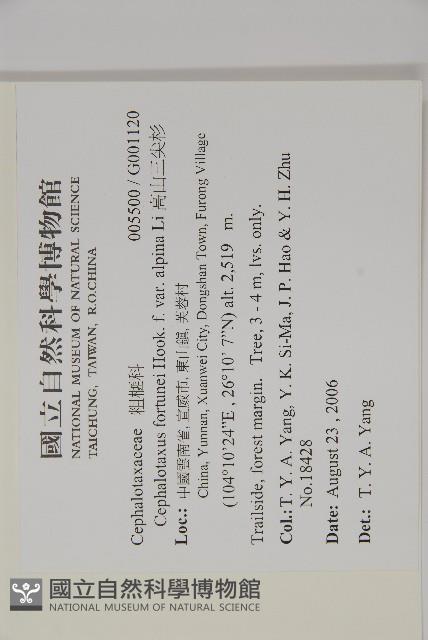 國立自然科學博物館
NATIONAL MUSEUM OF NATURAL SCIENCE
TAICHUNG, TAIWAN, R.O.CHINA
Cephalotaxaceae 粗榧科 005500 / G001120
Cephalotaxus fortunei Hook. f. var. alpina Li 高山三尖杉
Loc.: 中國雲南省, 宣威市, 東山鎮, 芙蓉村
China, Yunnan, Xuanwei City, Dongshan Town, Furong Village
(104°10'24"E , 26°10' 7"N) alt. 2,519 m.
Trailside, forest margin. Tree, 3 - 4 m, lvs. only.
Col.: T. Y. A. Yang, Y. K. Si-Ma, J. P. Hao & Y. H. Zhu
No.18428
Date: August 23 , 2006
Det.: T. Y. A. Yang
國立自然科學博物館
NATIONAL MUSEUM OF NATURAL SCIENCE